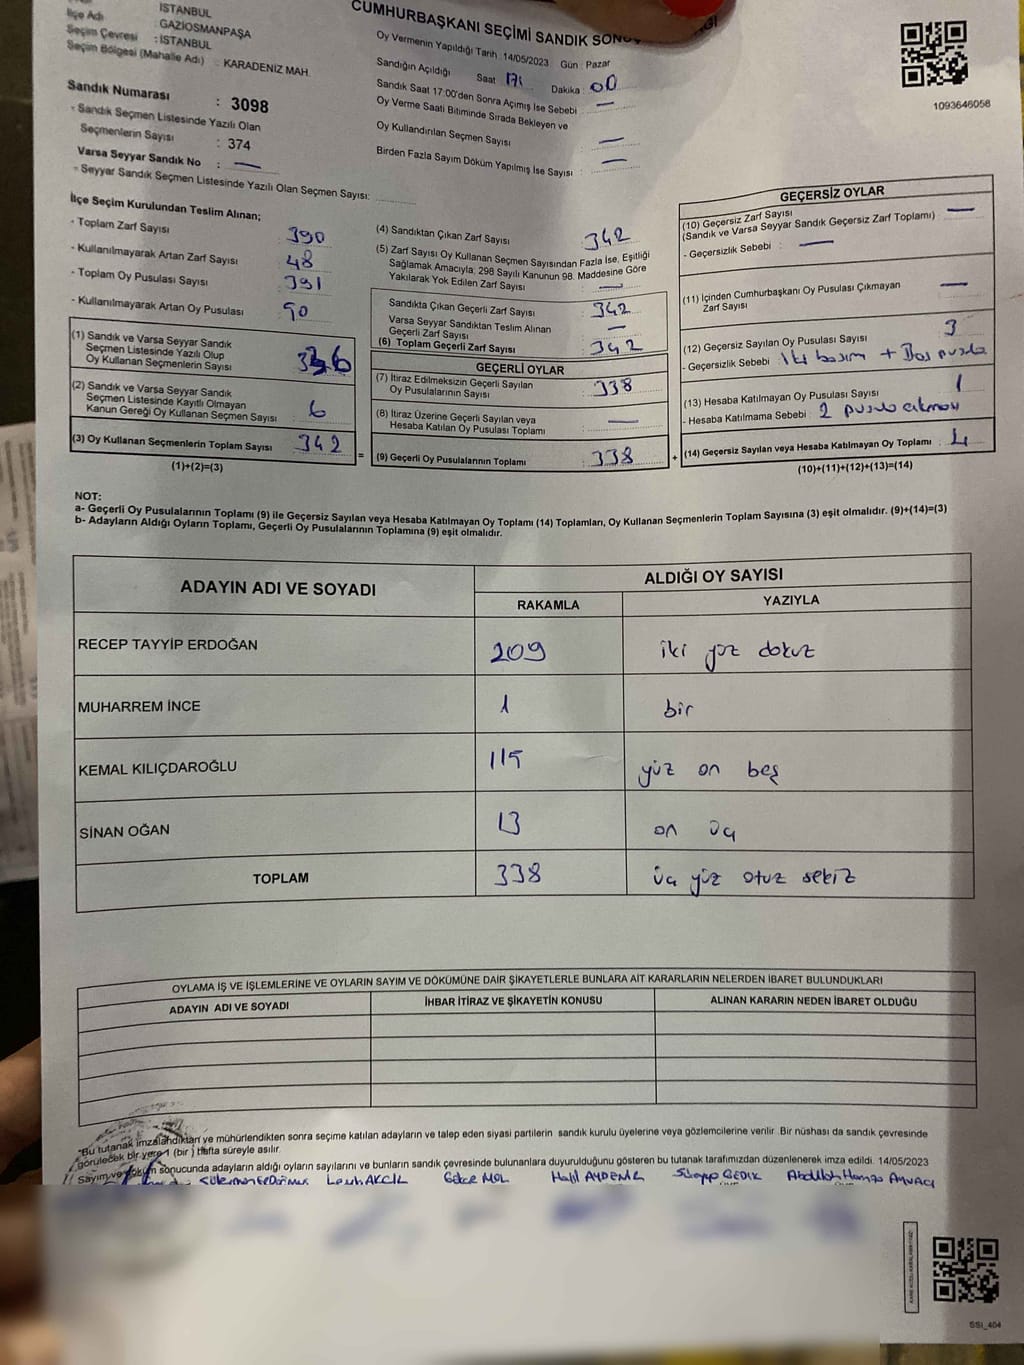 İlçe Adı : İSTANBUL
GAZİOSMANPAŞA
Seçim Çevresi : İSTANBUL
Seçim Bölgesi (Mahalle Adı) : KARADENİZ MAH.
Sandık Numarası : 3098
- Sandık Seçmen Listesinde Yazılı Olan
Seçmenlerin Sayısı : 374
Varsa Seyyar Sandık No : —
- Seyyar Sandık Seçmen Listesinde Yazılı Olan Seçmen Sayısı: ............
CUMHURBAŞKANI SEÇİMİ SANDIK
Oy Vermenin Yapıldığı Tarih :14/05/2023 Gün : Pazar
Sandığın Açıldığı Saat 17 Dakika : 00
Sandık Saat 17:00'den Sonra Açımış İse Sebebi : —
Oy Verme Saati Bitiminde Sırada Bekleyen ve
Oy Kullandırılan Seçmen Sayısı : —
Birden Fazla Sayım Döküm Yapılmış İse Sayısı : —
1093646058
İlçe Seçim Kurulundan Teslim Alınan;
- Toplam Zarf Sayısı 390
- Kullanılmayarak Artan Zarf Sayısı 48
- Toplam Oy Pusulası Sayısı 391
- Kullanılmayarak Artan Oy Pusulası
(1) Sandık ve Varsa Seyyar Sandık
Seçmen Listesinde Yazılı Olup
Oy Kullanan Seçmenlerin Sayısı 336
(2) Sandık ve Varsa Seyyar Sandık
Seçmen Listesinde Kayıtlı Olmayan
Kanun Gereği Oy Kullanan Seçmen Sayısı : 6
(3) Oy Kullanan Seçmenlerin Toplam Sayısı : 342
(1)+(2)=(3)
(4) Sandıktan Çıkan Zarf Sayısı : 342
(5) Zarf Sayısı Oy Kullanan Seçmen Sayısından Fazla İse, Eşitliği
Sağlamak Amacıyla, 298 Sayılı Kanunun 98. Maddesine Göre
Yakılarak Yok Edilen Zarf Sayısı : —
Sandıkta Çıkan Geçerli Zarf Sayısı : 342
Varsa Seyyar Sandıktan Teslim Alınan
Geçerli Zarf Sayısı : —
(6) Toplam Geçerli Zarf Sayısı : 342
GEÇERLİ OYLAR
(7) İtiraz Edilmeksizin Geçerli Sayılan
Oy Pusulalarının Sayısı : 338
(8) İtiraz Üzerine Geçerli Sayılan veya
Hesaba Katılan Oy Pusulası Toplamı : —
= (9) Geçerli Oy Pusulalarının Toplamı : 338
GEÇERSİZ OYLAR
(10) Geçersiz Zarf Sayısı
(Sandık ve Varsa Seyyar Sandık Geçersiz Zarf Toplamı) : —
- Geçersizlik Sebebi : —
(11) İçinden Cumhurbaşkanı Oy Pusulası Çıkmayan
Zarf Sayısı : —
(12) Geçersiz Sayılan Oy Pusulası Sayısı : 3
- Geçersizlik Sebebi : iki basım + Boş pusula
(13) Hesaba Katılmayan Oy Pusulası Sayısı : 1
- Hesaba Katılmama Sebebi : 2 pusula
+ (14) Geçersiz Sayılan veya Hesaba Katılmayan Oy Toplamı : 4
(10)+(11)+(12)+(13)=(14)
NOT:
a- Geçerli Oy Pusulalarının Toplamı (9) ile Geçersiz Sayılan veya Hesaba Katılmayan Oy Toplamı (14) Toplamları, Oy Kullanan Seçmenlerin Toplam Sayısına (3) eşit olmalıdır. (9)+(14)=(3)
b- Adayların Aldığı Oyların Toplamı, Geçerli Oy Pusulalarının Toplamına (9) eşit olmalıdır.
ADAYIN ADI VE SOYADI ALDIĞI OY SAYISI
RAKAMLA YAZIYLA
RECEP TAYYİP ERDOĞAN 209 iki yüz dokuz
MUHARREM İNCE 1 bir
KEMAL KILIÇDAROĞLU 115 yüz on beş
SİNAN OĞAN 13 on üç
TOPLAM 338 üç yüz otuz sekiz
OYLAMA İŞ VE İŞLEMLERİNE VE OYLARIN SAYIM VE DÖKÜMÜNE DAİR ŞİKAYETLERLE BUNLARA AİT KARARLARIN NELERDEN İBARET BULUNDUKLARI
ADAYIN ADI VE SOYADI İHBAR İTİRAZ VE ŞİKAYETİN KONUSU ALINAN KARARIN NEDEN İBARET OLDUĞU
"Bu tutanak imzalandıktan ve mühürlendikten sonra seçime katılan adayların ve talep eden siyasi partilerin sandık kurulu üyelerine veya gözlemcilerine verilir .Bir nüshası da sandık çevresinde
görülecek bir yere 1 (bir ) hafta süreyle asılır.
Sayım ve döküm sonucunda adayların aldığı oyların sayılarını ve bunların sandık çevresinde bulunanlara duyurulduğunu gösteren bu tutanak tarafımızdan düzenlenerek imza edildi. 14/05/2023
AKCIL Halil GEDİK Abdullah
SSI_404